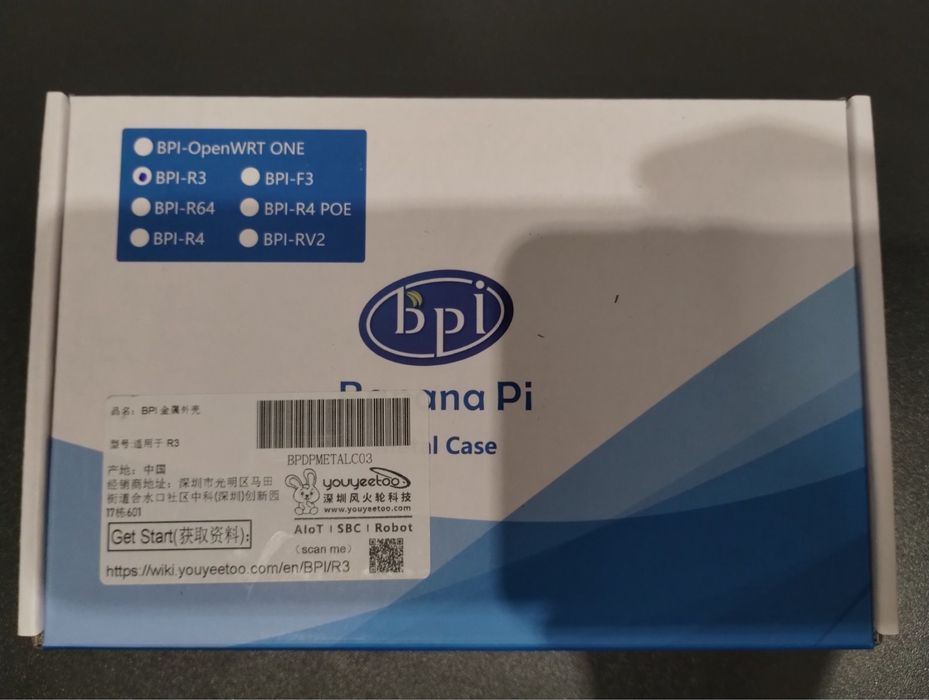 BPI-OpenWRT ONE
BPI-R3
BPI-F3
BPI-R64
BPI-R4 POE
BPI-R4
BPI-RV2
bpi
Pi
Case
品名：BPI 金属外壳
型号:适用于 R3
产地：中国
经销商地址：深圳市光明区马田
街道合水口社区中科(深圳)创新园
17栋601
Get Start(获取资料):
https://wiki.youyeetoo.com/en/BPI/R3
BPDPMETALC03
youyeetoo
深圳风火轮科技
www.youyeetoo.com
AIoT | SBC | Robot
(scan me)